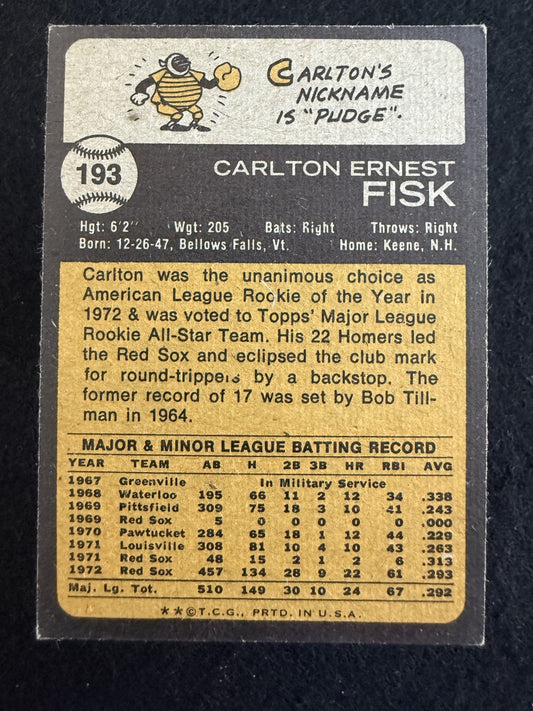 CARLTON'S
NICKNAME
IS "PUDGE".
193
CARLTON ERNEST
FISK
Hgt: 6'2" Wgt: 205 Bats: Right Throws: Right
Born: 12-26-47, Bellows Falls, Vt. Home: Keene, N.H.
Carlton was the unanimous choice as
American League Rookie of the Year in
1972 & was voted to Topps' Major League
Rookie All-Star Team. His 22 Homers led
the Red Sox and eclipsed the club mark
for round-trippers by a backstop. The
former record of 17 was set by Bob Till-
man in 1964.
MAJOR & MINOR LEAGUE BATTING RECORD
YEAR TEAM AB H 2B 3B HR RBI AVG
1967 Greenville In Military Service
1968 Waterloo 195 66 11 2 12 34 .338
1969 Pittsfield 309 75 18 3 10 41 .243
1969 Red Sox 5 0 0 0 0 0 .000
1970 Pawtucket 284 65 18 1 12 44 .229
1971 Louisville 308 81 10 4 10 43 .263
1971 Red Sox 48 15 2 1 2 6 .313
1972 Red Sox 457 134 28 9 22 61 .293
Maj. Lg. Tot. 510 149 30 10 24 67 .292
★★©T.C.G., PRTD. IN U.S.A.